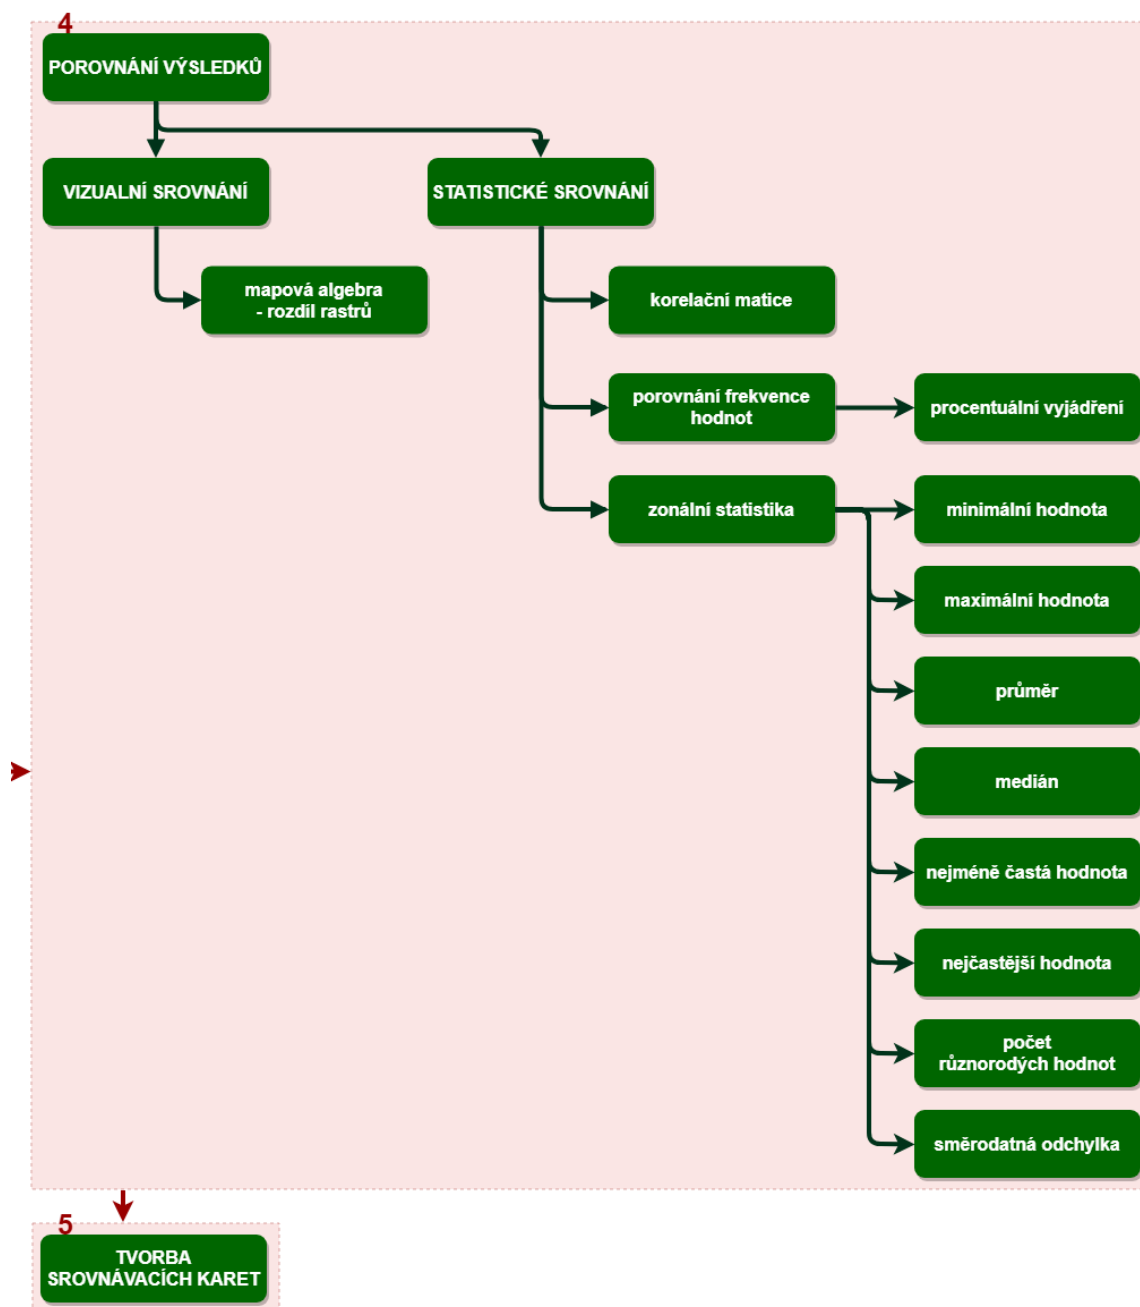 4
POROVNÁNÍ VÝSLEDKŮ
VIZUALNÍ SROVNÁNÍ
STATISTICKÉ SROVNÁNÍ
mapová algebra
- rozdíl rastrů
korelační matice
porovnání frekvence
hodnot
procentuální vyjádření
zonální statistika
minimální hodnota
maximální hodnota
průměr
medián
nejméně častá hodnota
nejčastější hodnota
počet
různorodých hodnot
směrodatná odchylka
5
TVORBA
SROVNÁVACÍCH KARET